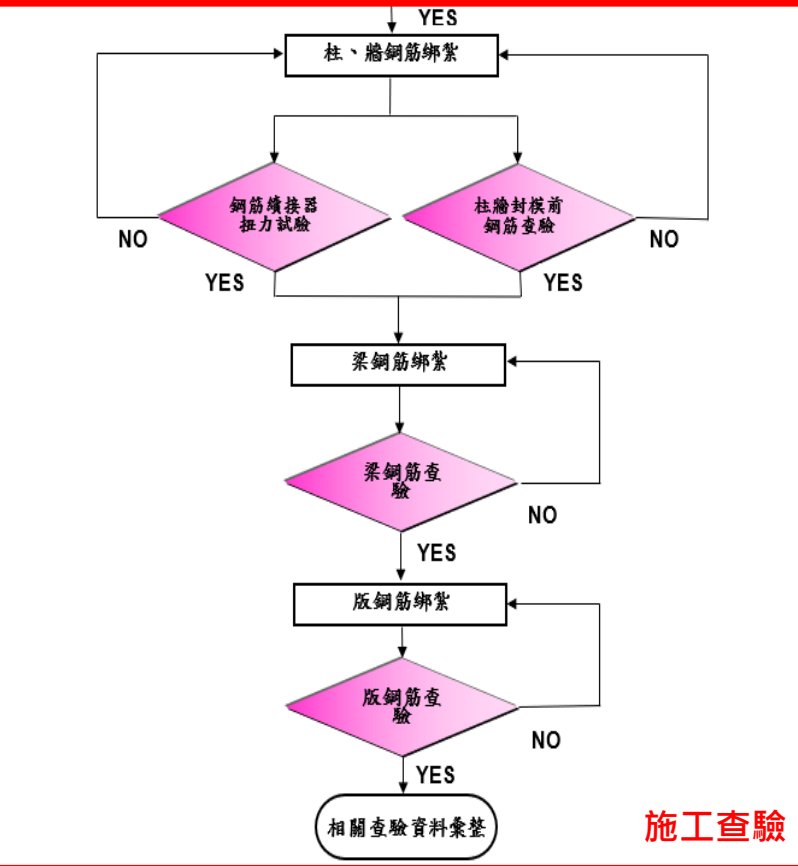 YES
柱、牆鋼筋綁紮
鋼筋續接器
扭力試驗
柱牆封模前
鋼筋查驗
NO
NO
YES
YES
梁鋼筋綁紮
梁鋼筋查
驗
NO
YES
版鋼筋綁紮
版鋼筋查
驗
NO
YES
相關查驗資料彙整
施工查驗